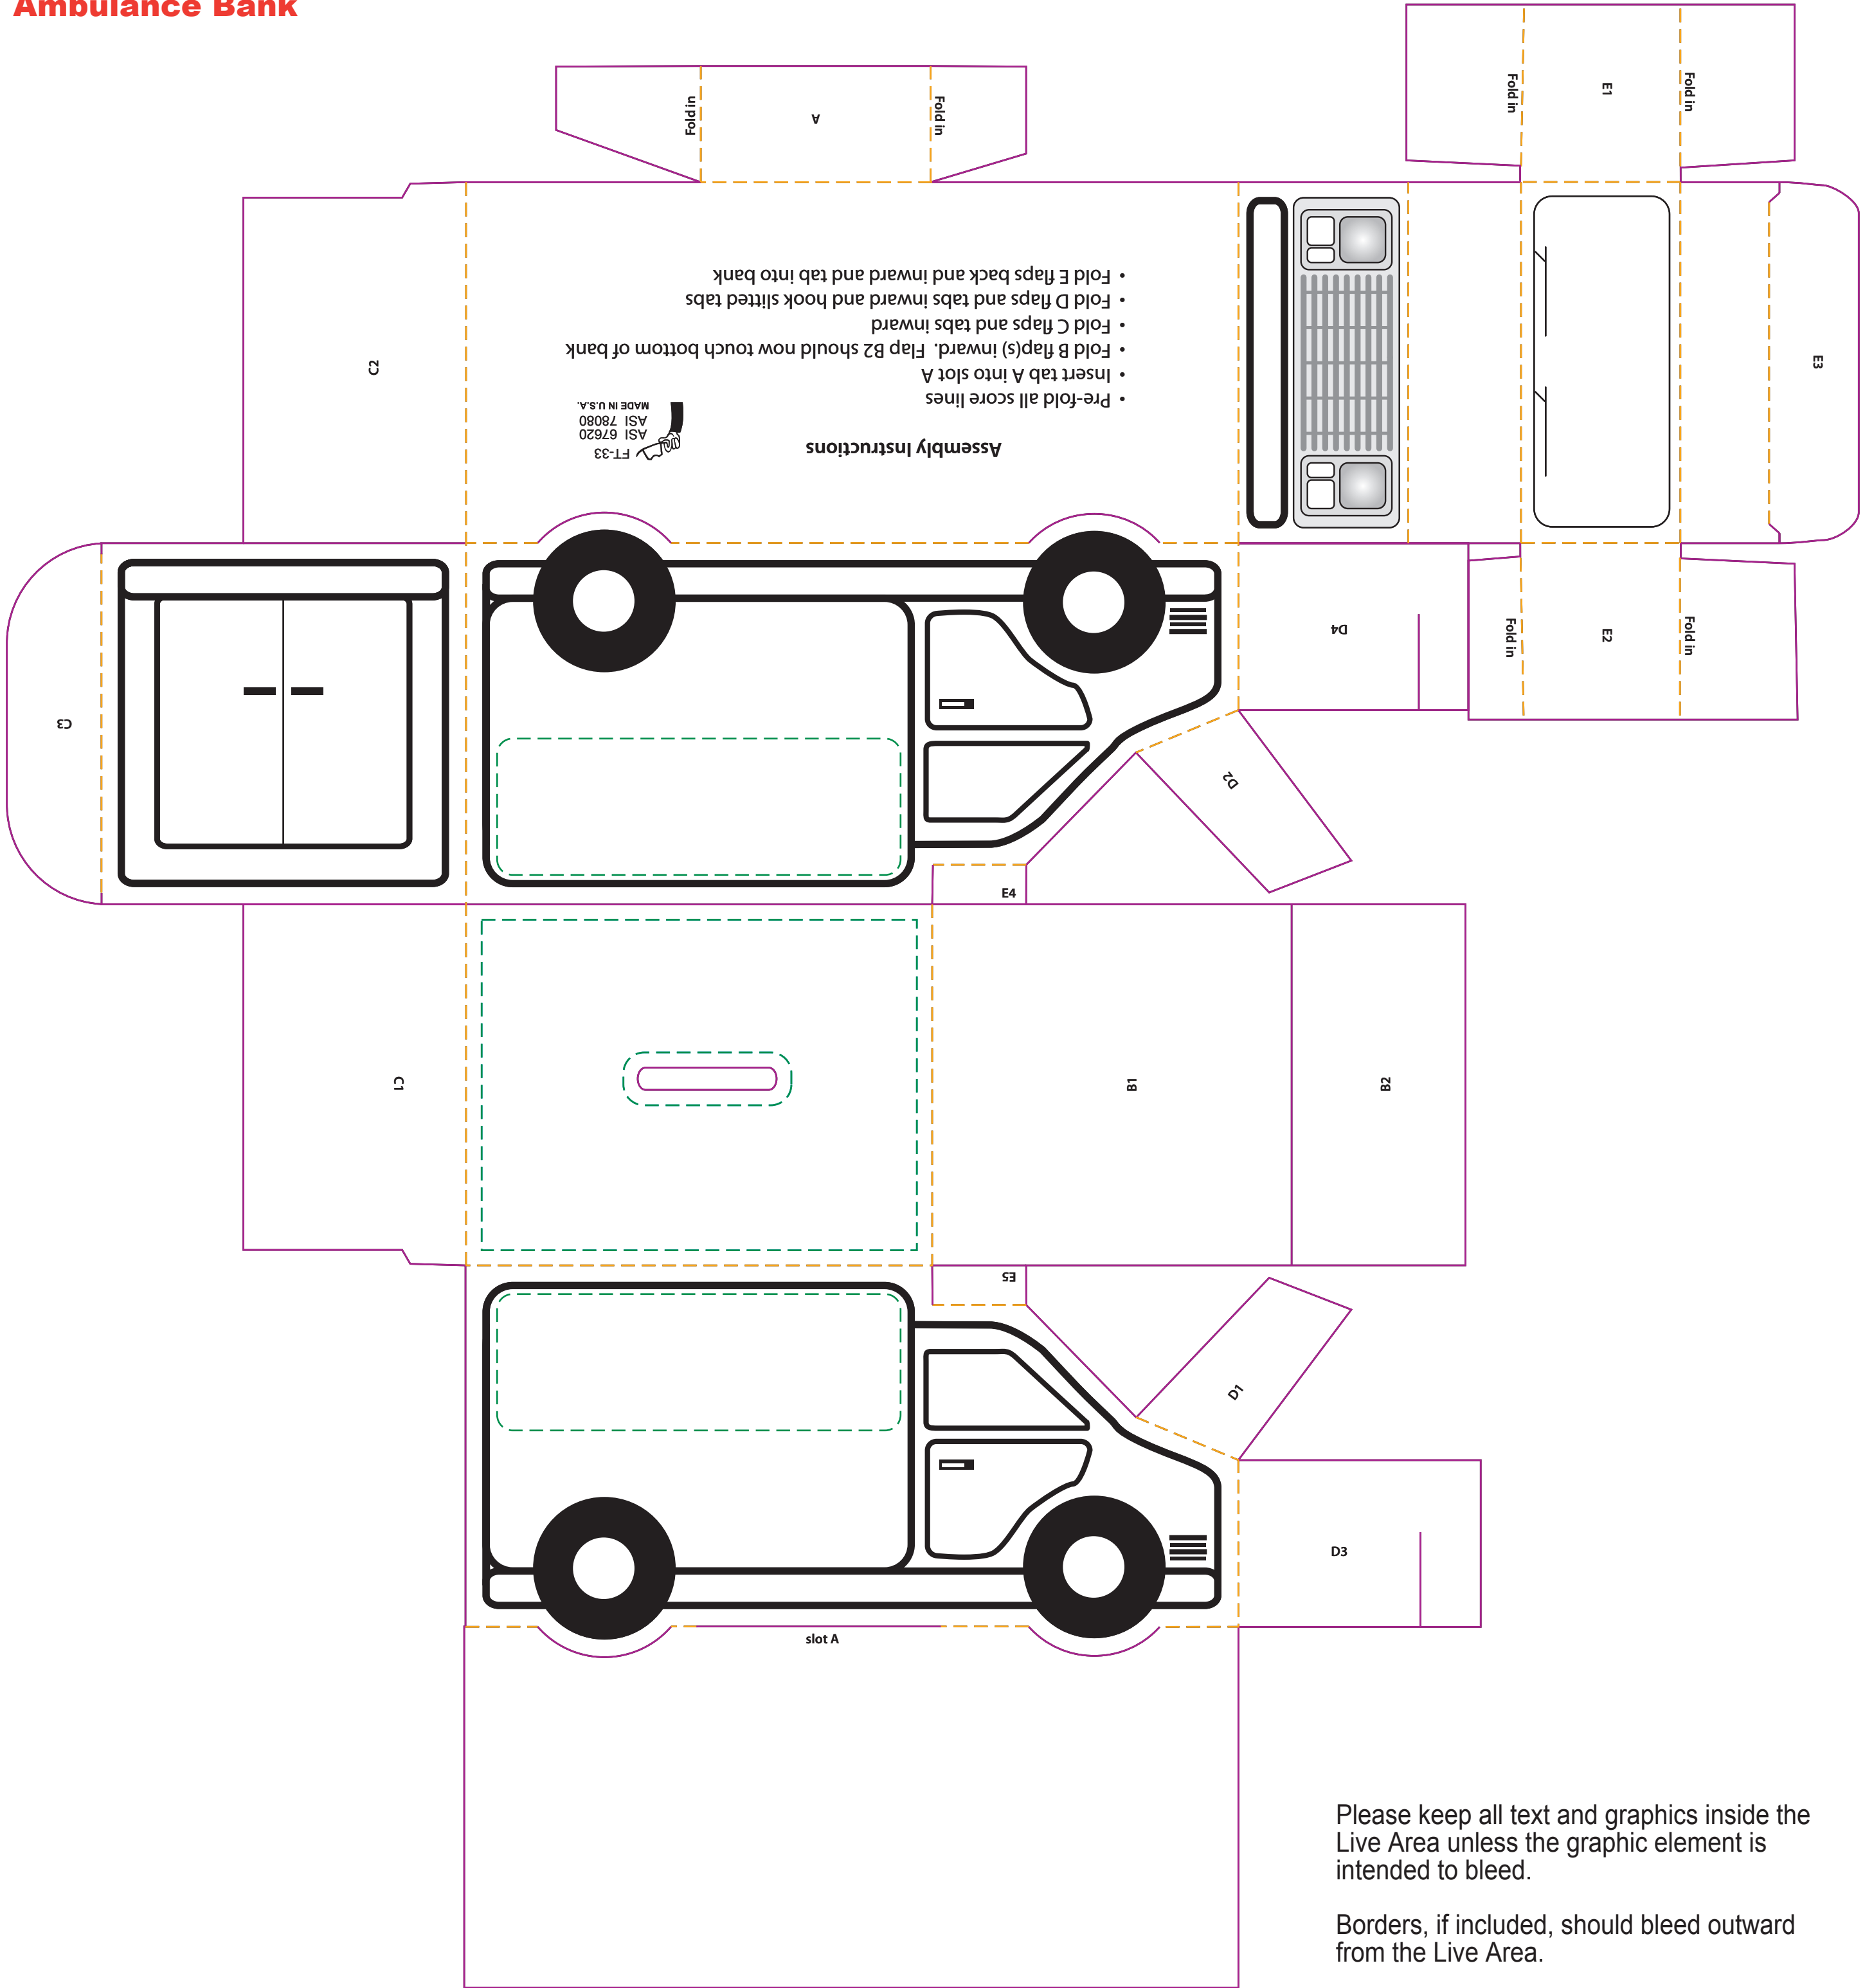 Ambulance Bank
Fold in
A
Fold in
Fold in
E1
Fold in
Assembly Instructions
• Pre-fold all score lines
• Insert tab A into slot A
• Fold B flap(s) inward. Flap B2 should now touch bottom of bank
• Fold C flaps and tabs inward
• Fold D flaps and tabs inward and hook slitted tabs
• Fold E flaps back and inward and tab into bank
FT-33
ASI 67620
ASI 78080
MADE IN U.S.A.
C2
E3
C3
D4
Fold in
E2
Fold in
D2
E4
C1
B1
B2
E5
D1
D3
slot A
Please keep all text and graphics inside the
Live Area unless the graphic element is
intended to bleed.
Borders, if included, should bleed outward
from the Live Area.